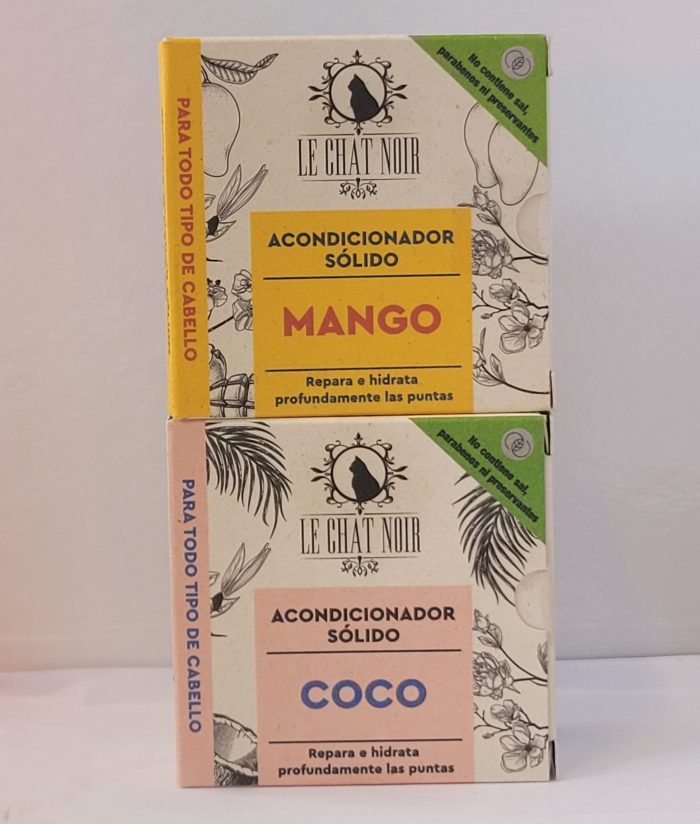 No contiene sal,
parabenos ni preservantes
LE CHAT NOIR
PARA TODO TIPO DE CABELLO
ACONDICIONADOR
SÓLIDO
MANGO
Repara e hidrata
profundamente las puntas
No contiene sal,
parabenos ni preservantes
LE CHAT NOIR
PARA TODO TIPO DE CABELLO
ACONDICIONADOR
SÓLIDO
COCO
Repara e hidrata
profundamente las puntas